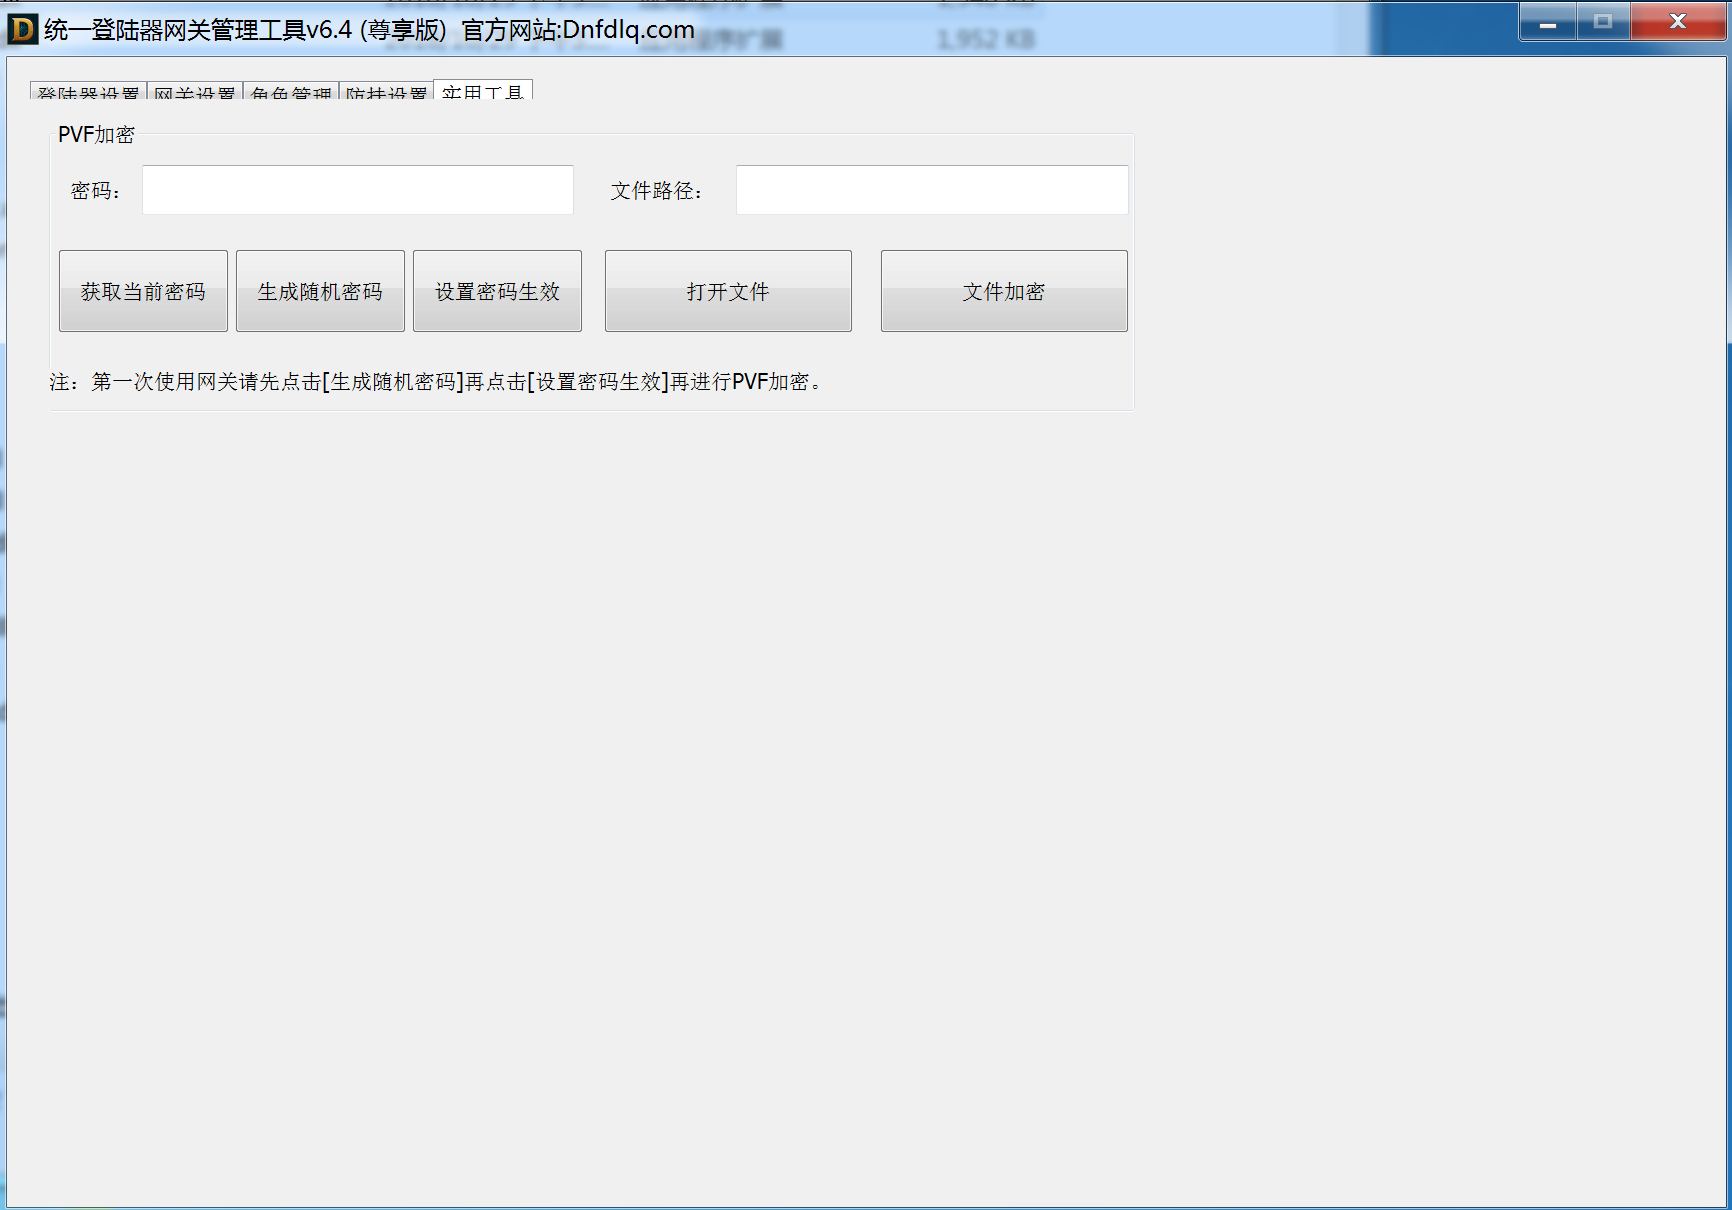 统一登陆器网关管理工具v6.4 (尊享版)  官方网站:Dnfdlq.com
登陆器设置 网关设置 角色管理 防挂设置 实用工具
PVF加密
密码： 文件路径：
获取当前密码 生成随机密码 设置密码生效 打开文件 文件加密
注：第一次使用网关请先点击[生成随机密码]再点击[设置密码生效]再进行PVF加密。
1,952 KB